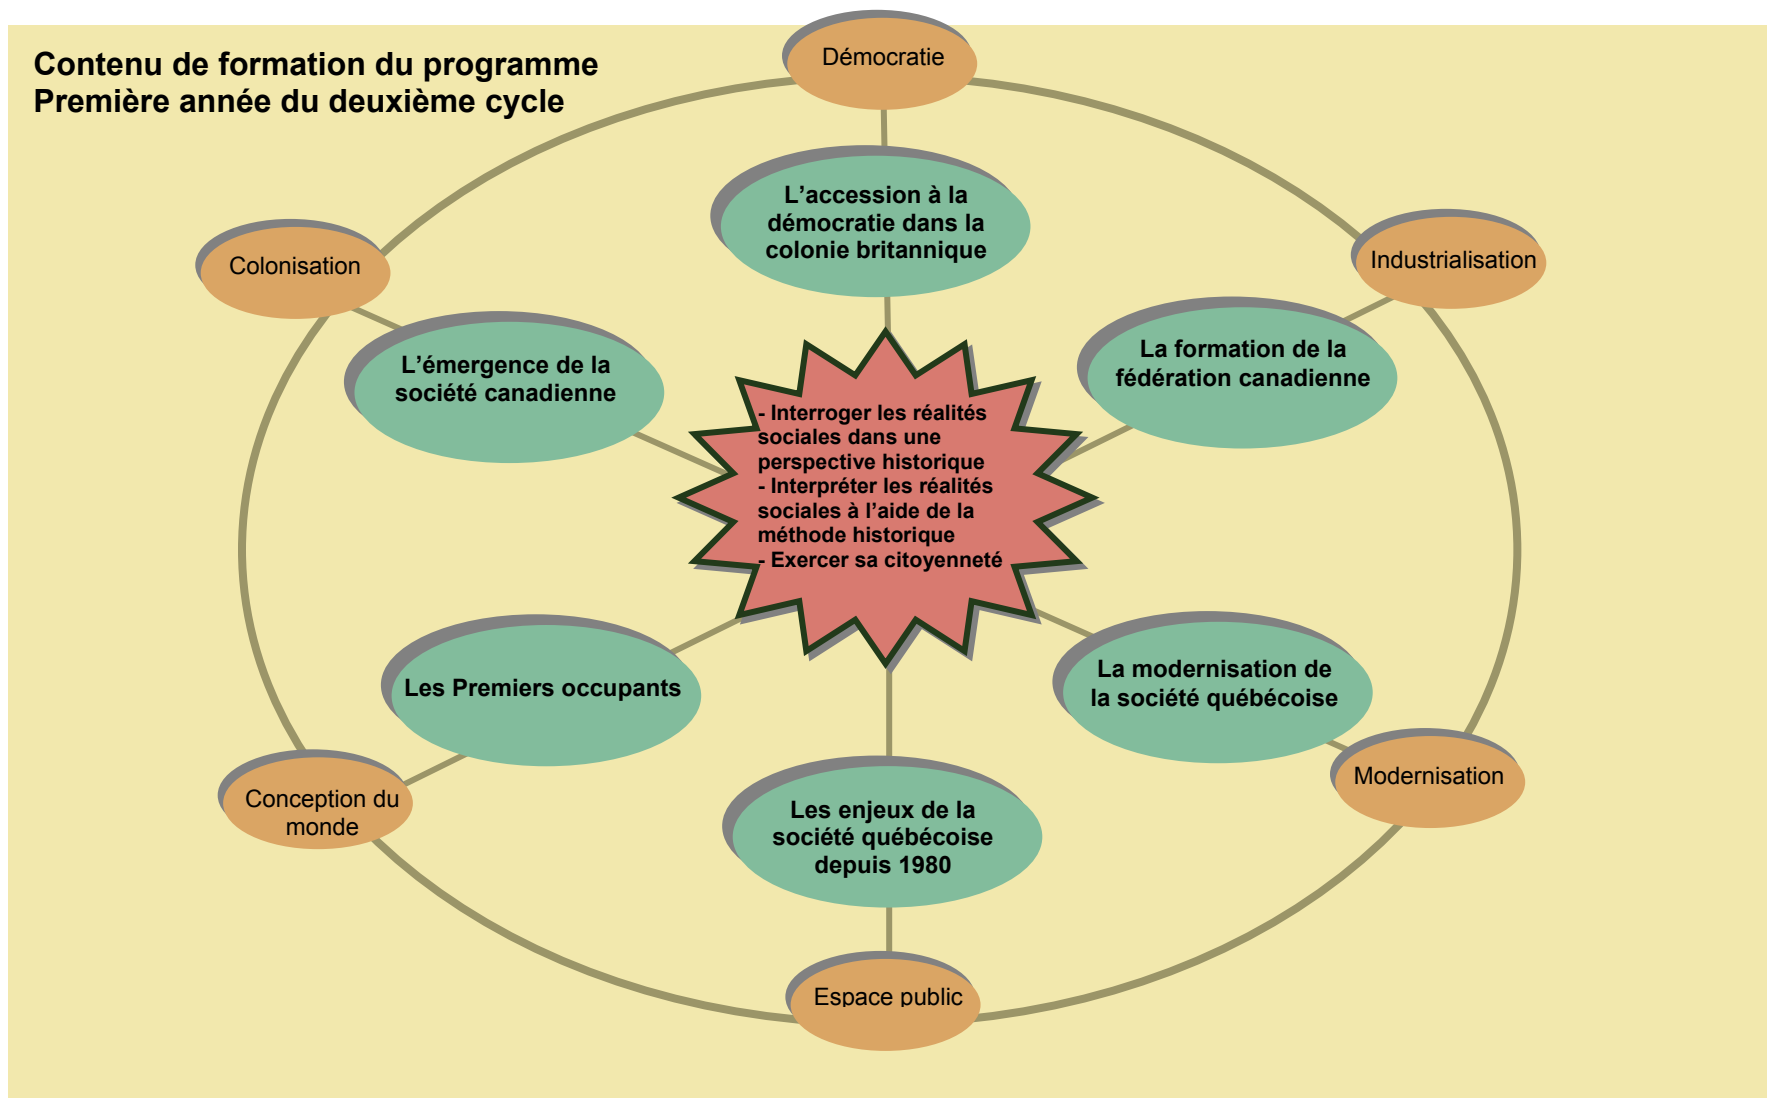 Contenu de formation du programme
Première année du deuxième cycle
Démocratie
L’accession à la
démocratie dans la
colonie britannique
Colonisation
Industrialisation
L’émergence de la
société canadienne
La formation de la
fédération canadienne
- Interroger les réalités
sociales dans une
perspective historique
- Interpréter les réalités
sociales à l’aide de la
méthode historique
- Exercer sa citoyenneté
Les Premiers occupants
La modernisation de
la société québécoise
Conception du
monde
Modernisation
Les enjeux de la
société québécoise
depuis 1980
Espace public